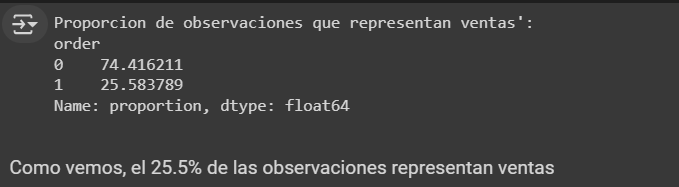 Proporcion de observaciones que representan ventas':
order
0    74.416211
1    25.583789
Name: proportion, dtype: float64
Como vemos, el 25.5% de las observaciones representan ventas